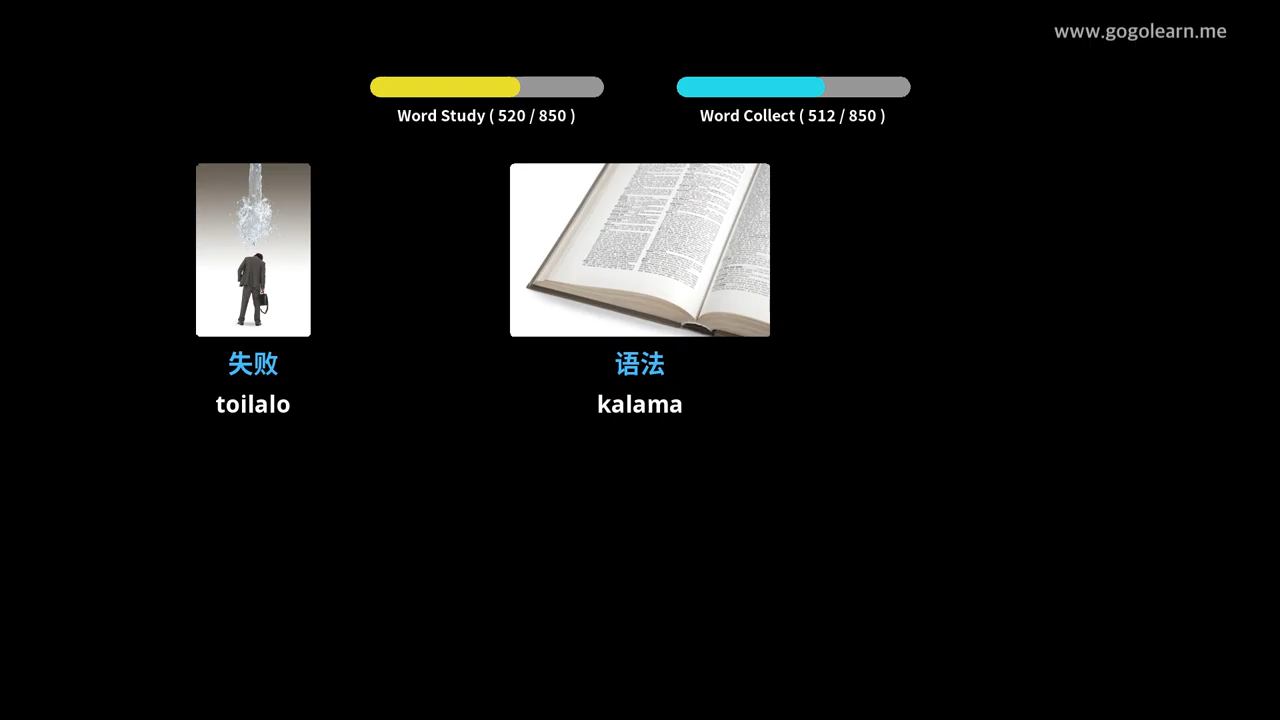 www.gogolearn.me
Word Study ( 520 / 850 )
Word Collect ( 512 / 850 )
失败
toilalo
语法
kalama